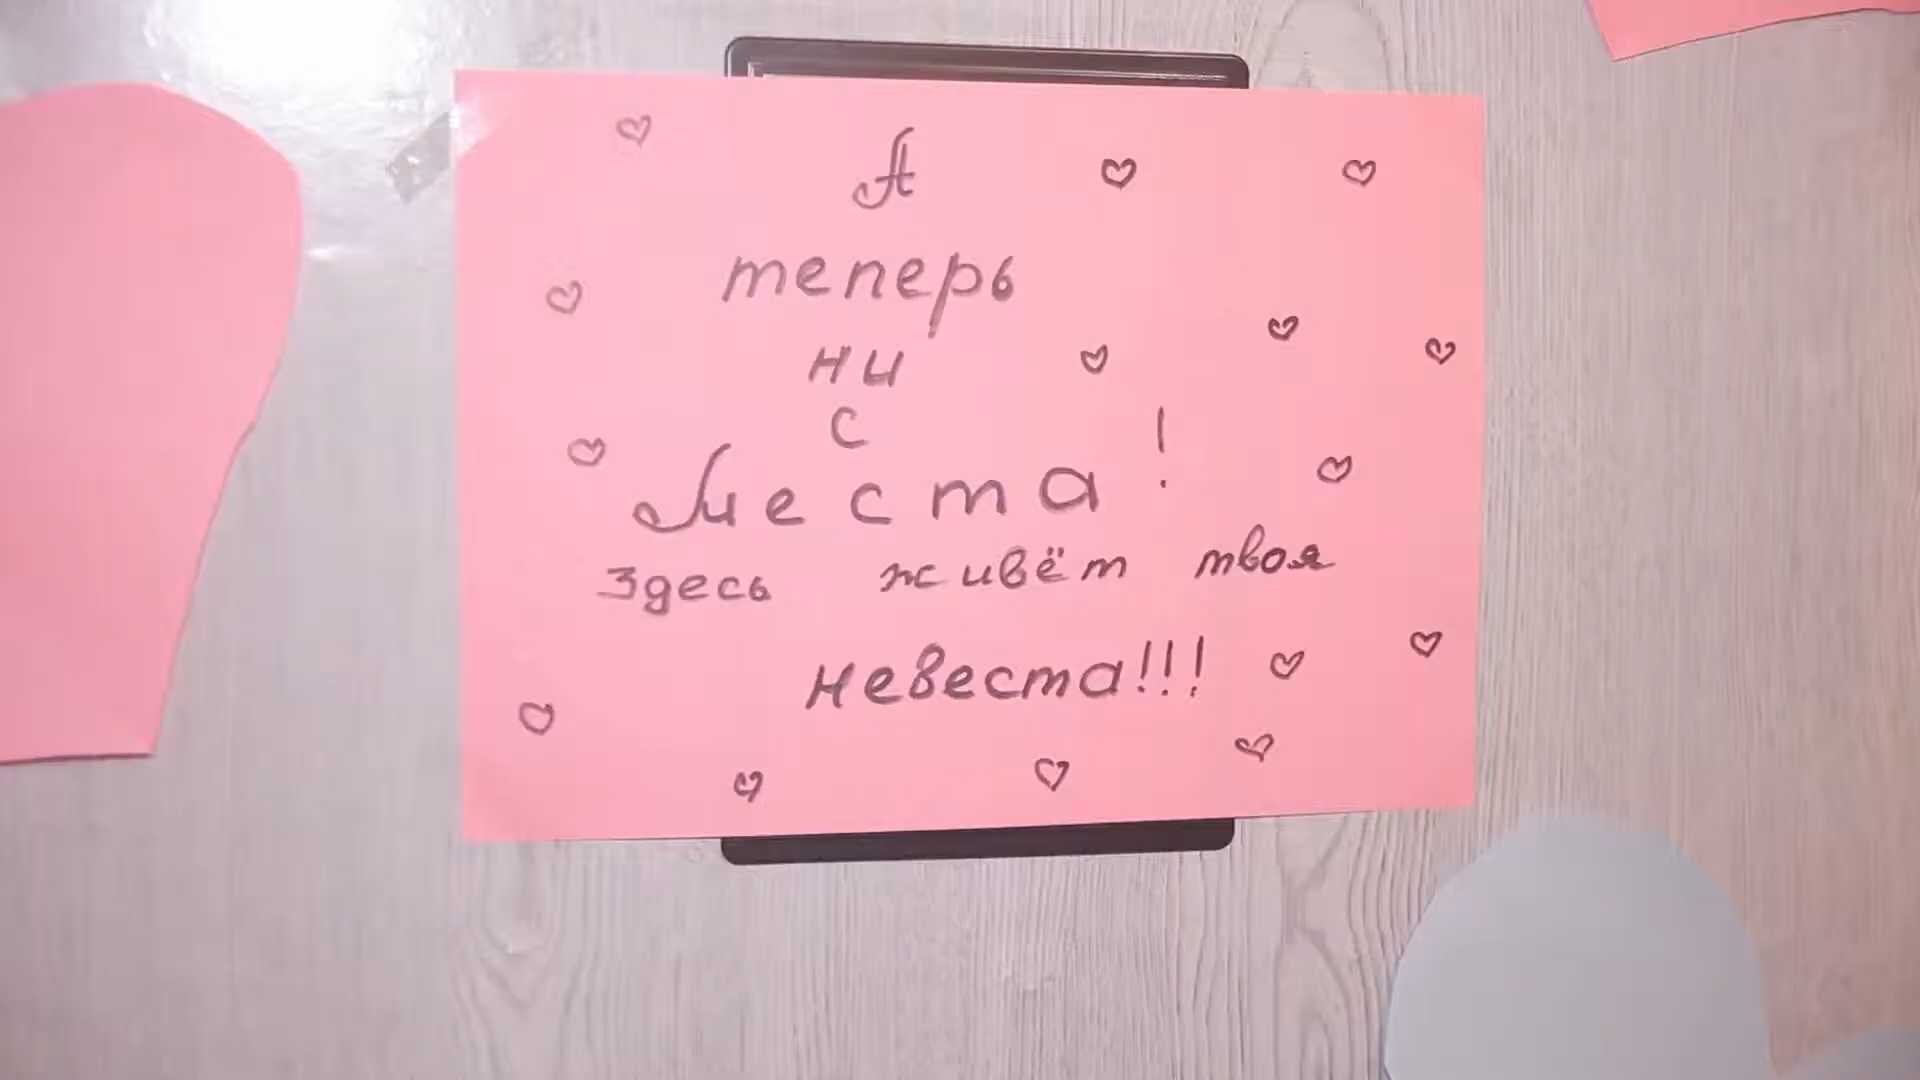 А
теперь
ни
с
места!
Здесь живёт твоя
невеста!!!